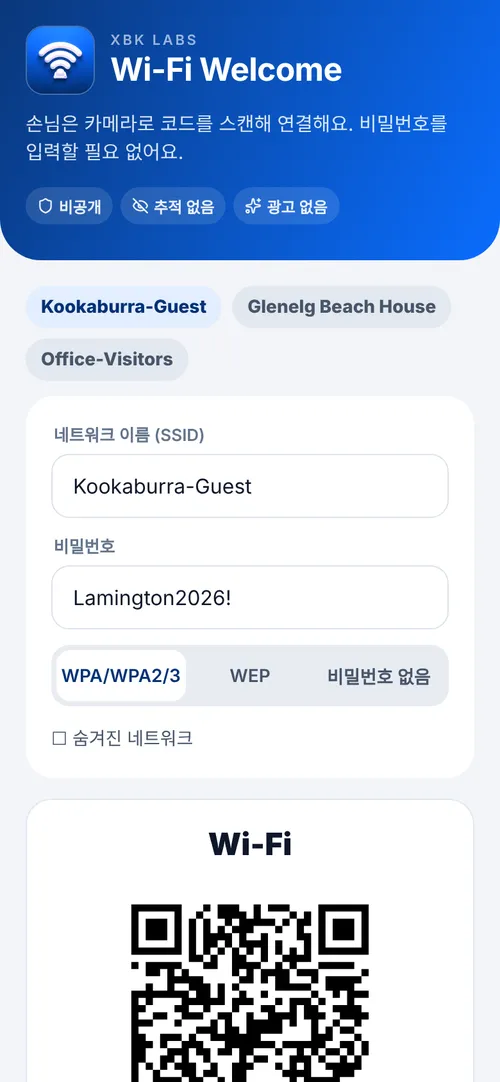 XBK LABS
Wi-Fi Welcome
손님은 카메라로 코드를 스캔해 연결해요. 비밀번호를
입력할 필요 없어요.
비공개 추적 없음 광고 없음
Kookaburra-Guest Glenelg Beach House
Office-Visitors
네트워크 이름 (SSID)
Kookaburra-Guest
비밀번호
Lamington2026!
WPA/WPA2/3 WEP 비밀번호 없음
숨겨진 네트워크
Wi-Fi